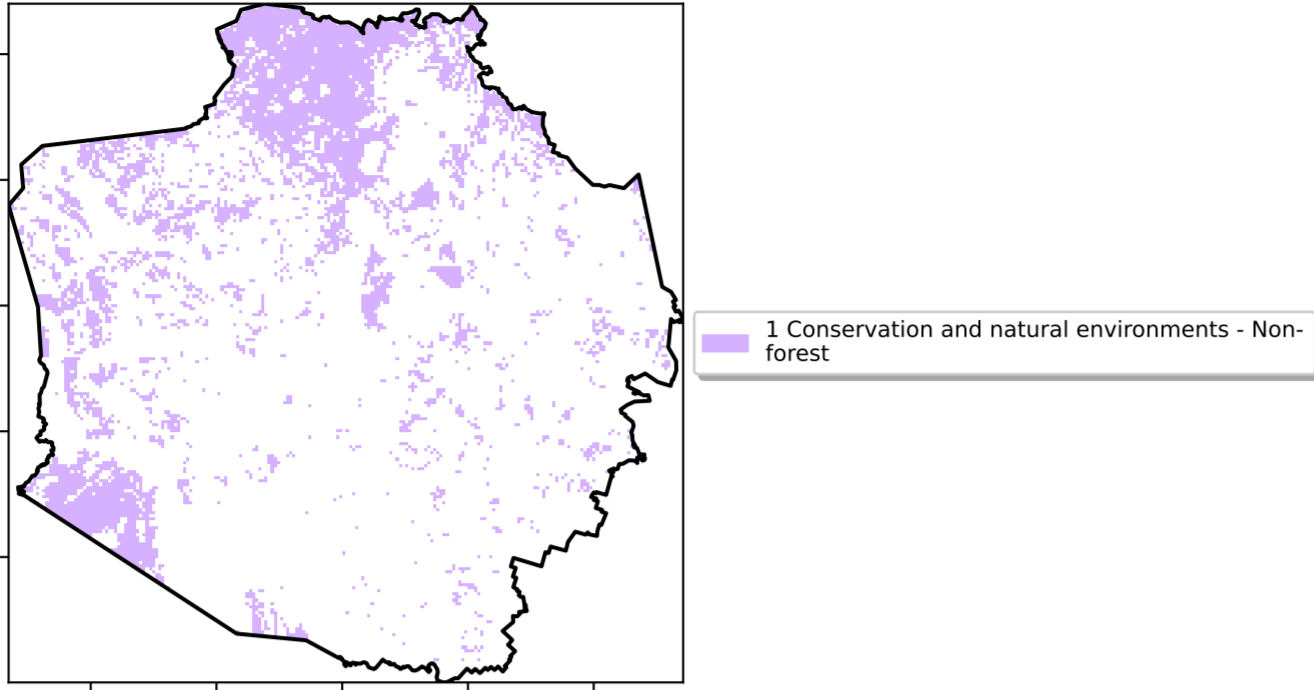 1 Conservation and natural environments - Non-
forest